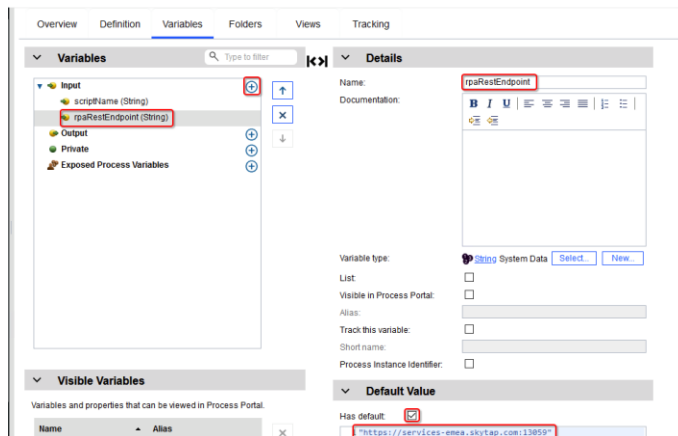 Overview Definition Variables Folders Views Tracking
Variables
Type to filter
Input
scriptName (String)
rpaRestEndpoint (String)
Output
Private
Exposed Process Variables
Visible Variables
Variables and properties that can be viewed in Process Portal.
Name Alias
Details
Name: rpaRestEndpoint
Documentation:
B I U
Variable type: String System Data Select... New...
List:
Visible in Process Portal:
Alias:
Track this variable:
Short name:
Process Instance Identifier:
Default Value
Has default:
"https://services-emea.skytap.com:13059"